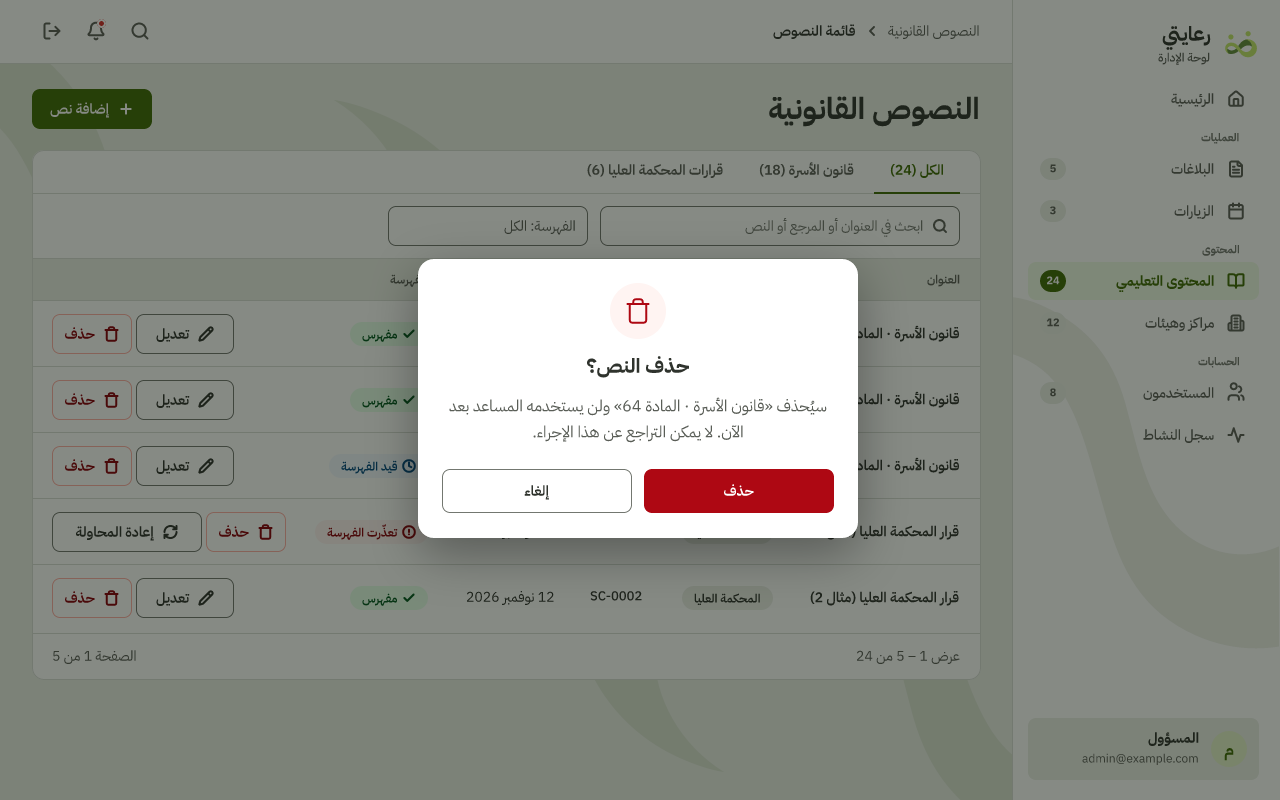 رعايتي
لوحة الإدارة
الرئيسية
العمليات
البلاغات 5
الزيارات 3
المحتوى
المحتوى التعليمي 24
مراكز وهيئات 12
الحسابات
المستخدمون 8
سجل النشاط
م
المسؤول
admin@example.com
النصوص القانونية
قائمة النصوص
النصوص القانونية
إضافة نص
الكل (24) قانون الأسرة (18) قرارات المحكمة العليا (6)
ابحث في العنوان أو المرجع أو النص
الفهرسة: الكل
العنوان
قانون الأسرة · مفهرس تعديل حذف
قانون الأسرة · مفهرس تعديل حذف
قانون الأسرة · قيد الفهرسة تعديل حذف
قرار المحكمة العليا تعذّرت الفهرسة حذف إعادة المحاولة
قرار المحكمة العليا (مثال 2) المحكمة العليا SC-0002 12 نوفمبر 2026 مفهرس تعديل حذف
عرض 1 – 5 من 24
الصفحة 1 من 5
حذف النص؟
سيُحذف «قانون الأسرة · المادة 64» ولن يستخدمه المساعد بعد
الآن. لا يمكن التراجع عن هذا الإجراء.
حذف
إلغاء